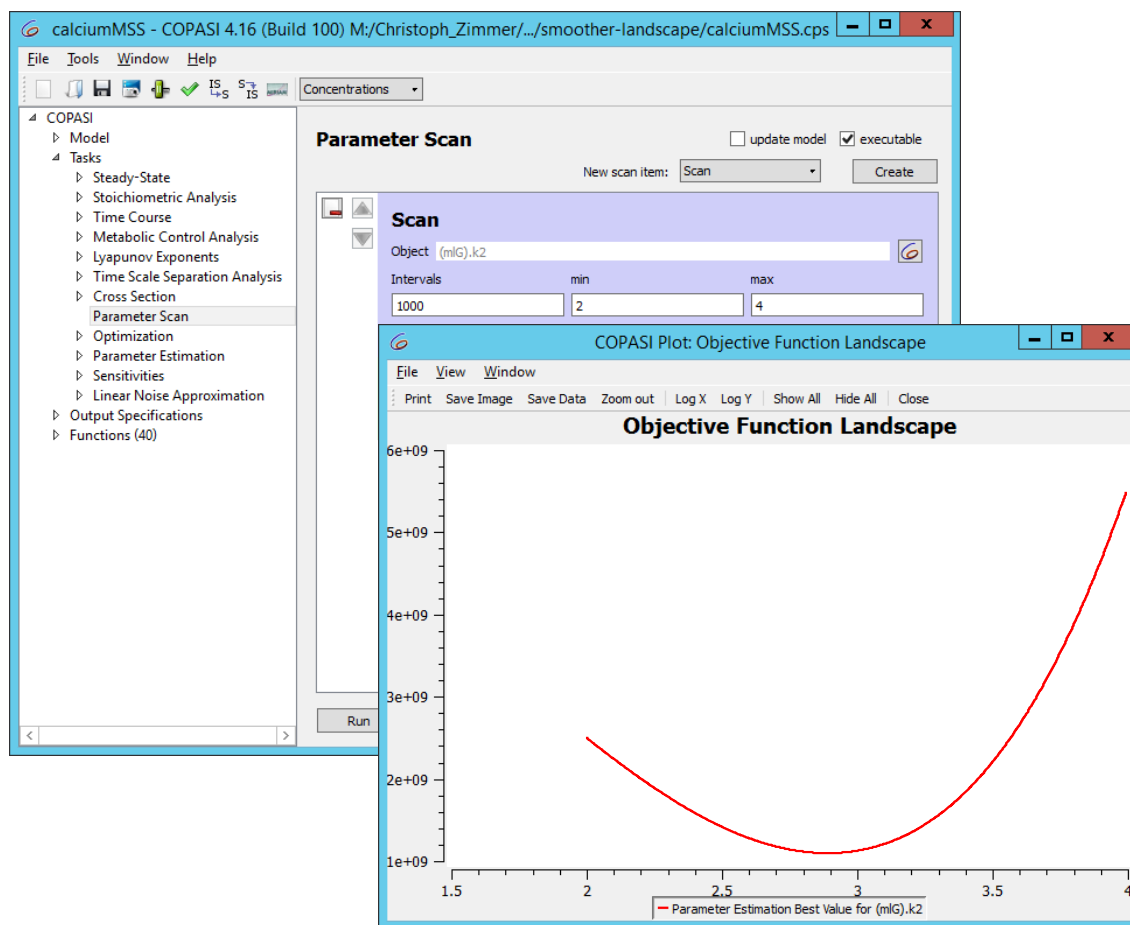 calciumMSS - COPASI 4.16 (Build 100) M:/Christoph_Zimmer/.../smoother-landscape/calciumMSS.cps
File Tools Window Help
IS S S IS Concentrations
COPASI
Model
Tasks
Steady-State
Stoichiometric Analysis
Time Course
Metabolic Control Analysis
Lyapunov Exponents
Time Scale Separation Analysis
Cross Section
Parameter Scan
Optimization
Parameter Estimation
Sensitivities
Linear Noise Approximation
Output Specifications
Functions (40)
Parameter Scan
update model executable
New scan item: Scan Create
Scan
Object (mlG).k2
Intervals min max
1000 2 4
Run
COPASI Plot: Objective Function Landscape
File View Window
Print Save Image Save Data Zoom out Log X Log Y Show All Hide All Close
Objective Function Landscape
6e+09
5e+09
4e+09
3e+09
2e+09
1e+09
1.5 2 2.5 3 3.5 4
Parameter Estimation Best Value for (mlG).k2